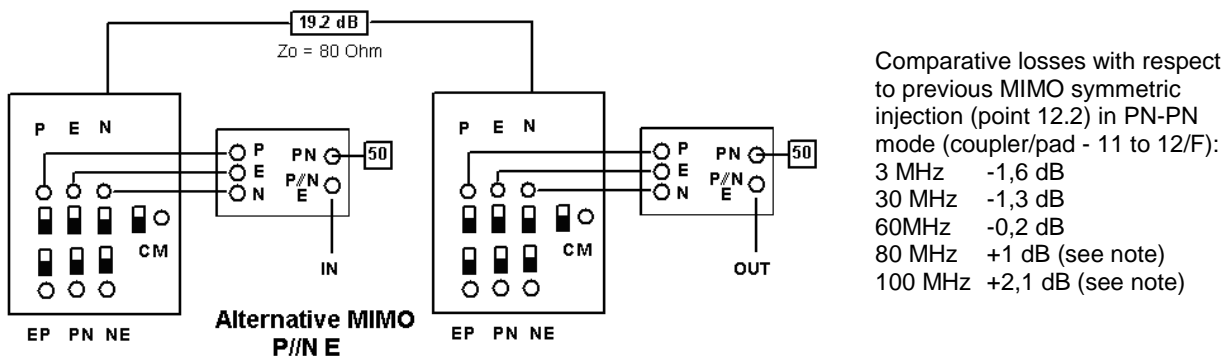 19.2 dB
Zo = 80 Ohm
P E N
P
E
N
PN
50
P//N
E
CM
IN
EP PN NE
P E N
P
E
N
PN
50
P//N
E
CM
OUT
EP PN NE
Alternative MIMO
P//N E
Comparative losses with respect
to previous MIMO symmetric
injection (point 12.2) in PN-PN
mode (coupler/pad - 11 to 12/F):
3 MHz -1,6 dB
30 MHz -1,3 dB
60MHz -0,2 dB
80 MHz +1 dB (see note)
100 MHz +2,1 dB (see note)